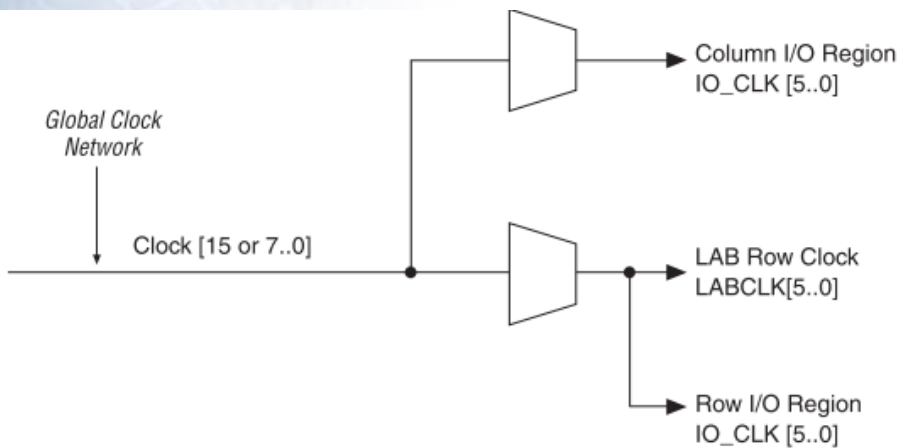 Column I/O Region
IO_CLK [5..0]
Global Clock
Network
Clock [15 or 7..0]
LAB Row Clock
LABCLK[5..0]
Row I/O Region
IO_CLK [5..0]